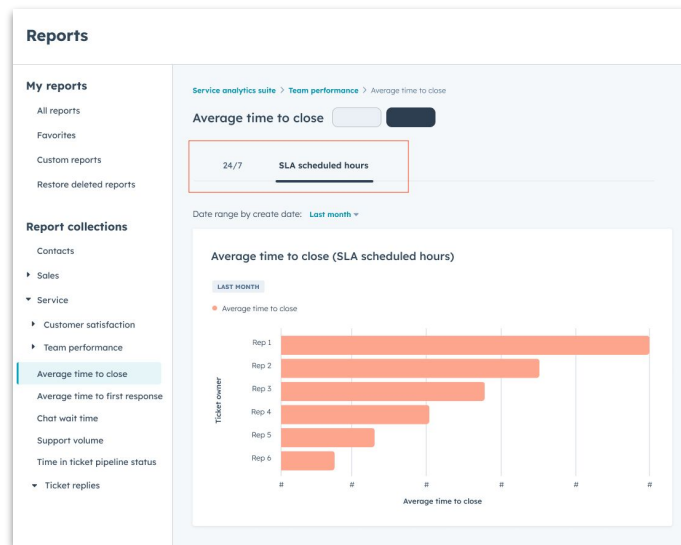 Reports
My reports
All reports
Favorites
Custom reports
Restore deleted reports
Report collections
Contacts
Sales
Service
Customer satisfaction
Team performance
Average time to close
Average time to first response
Chat wait time
Support volume
Time in ticket pipeline status
Ticket replies
Service analytics suite > Team performance > Average time to close
Average time to close
24/7 SLA scheduled hours
Date range by create date: Last month
Average time to close (SLA scheduled hours)
LAST MONTH
Average time to close
Ticket owner
Rep 1
Rep 2
Rep 3
Rep 4
Rep 5
Rep 6
# # # # # #
Average time to close